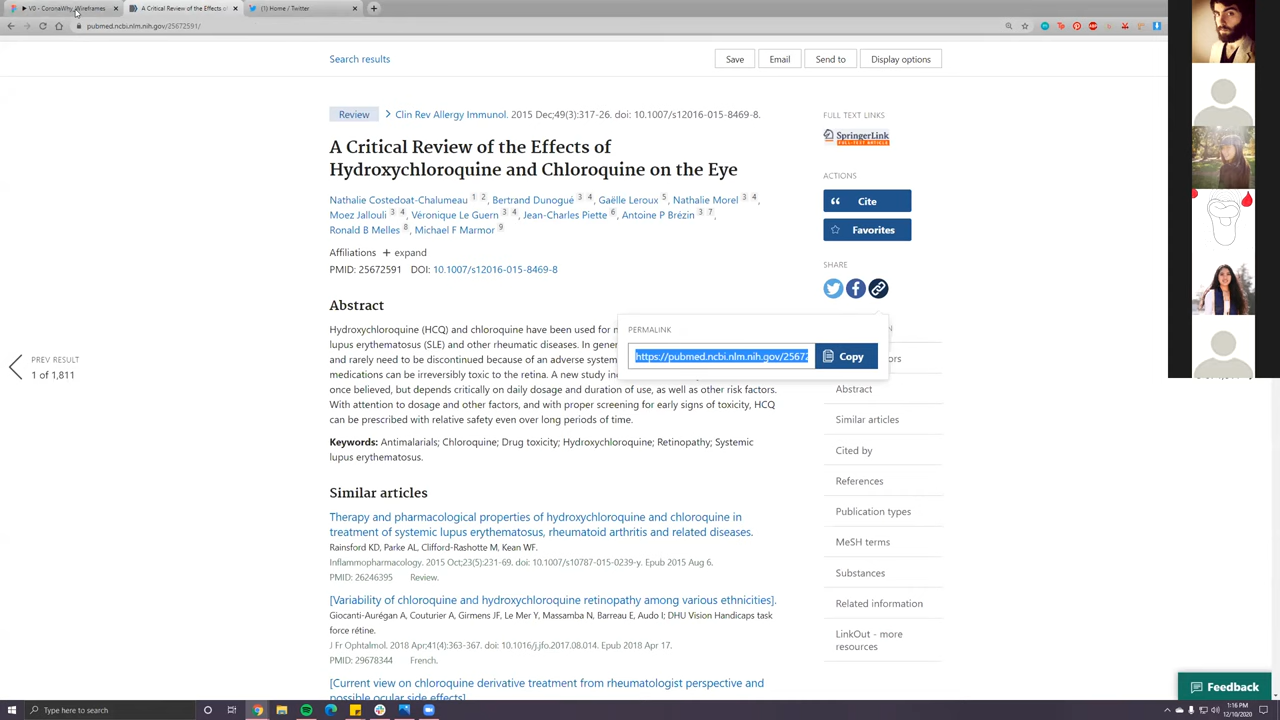 V0 - CoronaWhy Wireframes
A Critical Review of the Effects of
(1) Home / Twitter
pubmed.ncbi.nlm.nih.gov/25672591/
Search results
Save
Email
Send to
Display options
Review
Clin Rev Allergy Immunol. 2015 Dec;49(3):317-26. doi: 10.1007/s12016-015-8469-8.
A Critical Review of the Effects of
Hydroxychloroquine and Chloroquine on the Eye
Nathalie Costedoat-Chalumeau 1 2, Bertrand Dunogué 3 4, Gaëlle Leroux 5, Nathalie Morel 3 4,
Moez Jallouli 3 4, Véronique Le Guern 3 4, Jean-Charles Piette 6, Antoine P Brézin 3 7,
Ronald B Melles 8, Michael F Marmor 9
Affiliations + expand
PMID: 25672591 DOI: 10.1007/s12016-015-8469-8
Abstract
Hydroxychloroquine (HCQ) and chloroquine have been used for
erythematosus (SLE) and other rheumatic diseases. In gener
and rarely need to be discontinued because of an adverse system
medications can be irreversibly toxic to the retina. A new study in
once believed, but depends critically on daily dosage and duration of use, as well as other risk factors.
With attention to dosage and other factors, and with proper screening for early signs of toxicity, HCQ
can be prescribed with relative safety even over long periods of time.
Keywords: Antimalarials; Chloroquine; Drug toxicity; Hydroxychloroquine; Retinopathy; Systemic
lupus erythematosus.
Similar articles
Therapy and pharmacological properties of hydroxychloroquine and chloroquine in
treatment of systemic lupus erythematosus, rheumatoid arthritis and related diseases.
Rainsford KD, Parke AL, Clifford-Rashotte M, Kean WF.
Inflammopharmacology. 2015 Oct;23(5):231-69. doi: 10.1007/s10787-015-0239-y. Epub 2015 Aug 6.
PMID: 26246395 Review.
[Variability of chloroquine and hydroxychloroquine retinopathy among various ethnicities].
Giocanti-Aurégan A, Couturier A, Girmens JF, Le Mer Y, Massamba N, Barreau E, Audo I; DHU Vision Handicaps task
force rétine.
J Fr Ophtalmol. 2018 Apr;41(4):363-367. doi: 10.1016/j.jfo.2017.08.014. Epub 2018 Apr 17.
PMID: 29678344 French.
[Current view on chloroquine derivative treatment from rheumatologist perspective and
possible ocular side effects].
PREV RESULT
1 of 1,811
FULL TEXT LINKS
SpringerLink
FULL-TEXT ARTICLE
ACTIONS
Cite
Favorites
SHARE
PERMALINK
https://pubmed.ncbi.nlm.nih.gov/25672
Copy
Abstract
Similar articles
Cited by
References
Publication types
MeSH terms
Substances
Related information
LinkOut - more
resources
Feedback
Type here to search
1:16 PM
12/10/2020